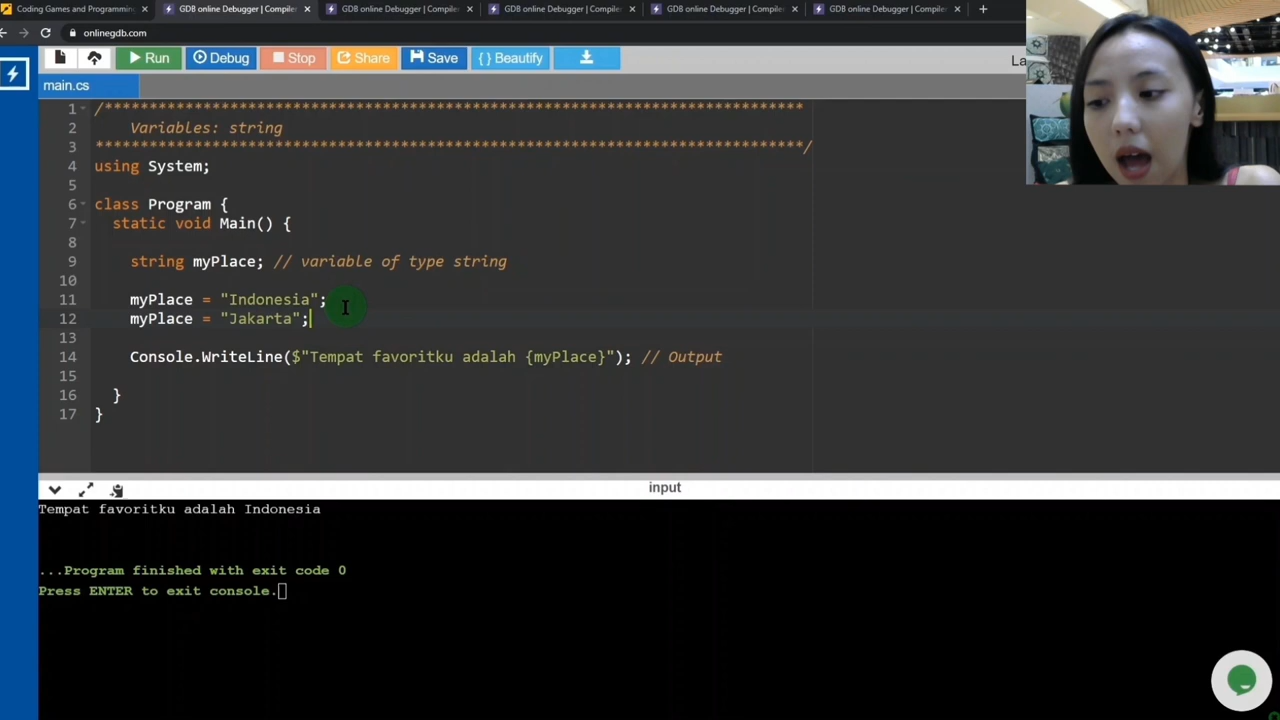 Coding Games and Programming
GDB online Debugger | Compiler
GDB online Debugger | Compiler
GDB online Debugger | Compiler
GDB online Debugger | Compiler
GDB online Debugger | Compiler
onlinegdb.com
Run Debug Stop Share Save { } Beautify
La
main.cs
1 /******************************************************************************
2 Variables: string
3 *******************************************************************************/
4 using System;
5
6 class Program {
7 static void Main() {
8
9 string myPlace; // variable of type string
10
11 myPlace = "Indonesia";
12 myPlace = "Jakarta";
13
14 Console.WriteLine($"Tempat favoritku adalah {myPlace}"); // Output
15
16 }
17 }
input
Tempat favoritku adalah Indonesia
...Program finished with exit code 0
Press ENTER to exit console.